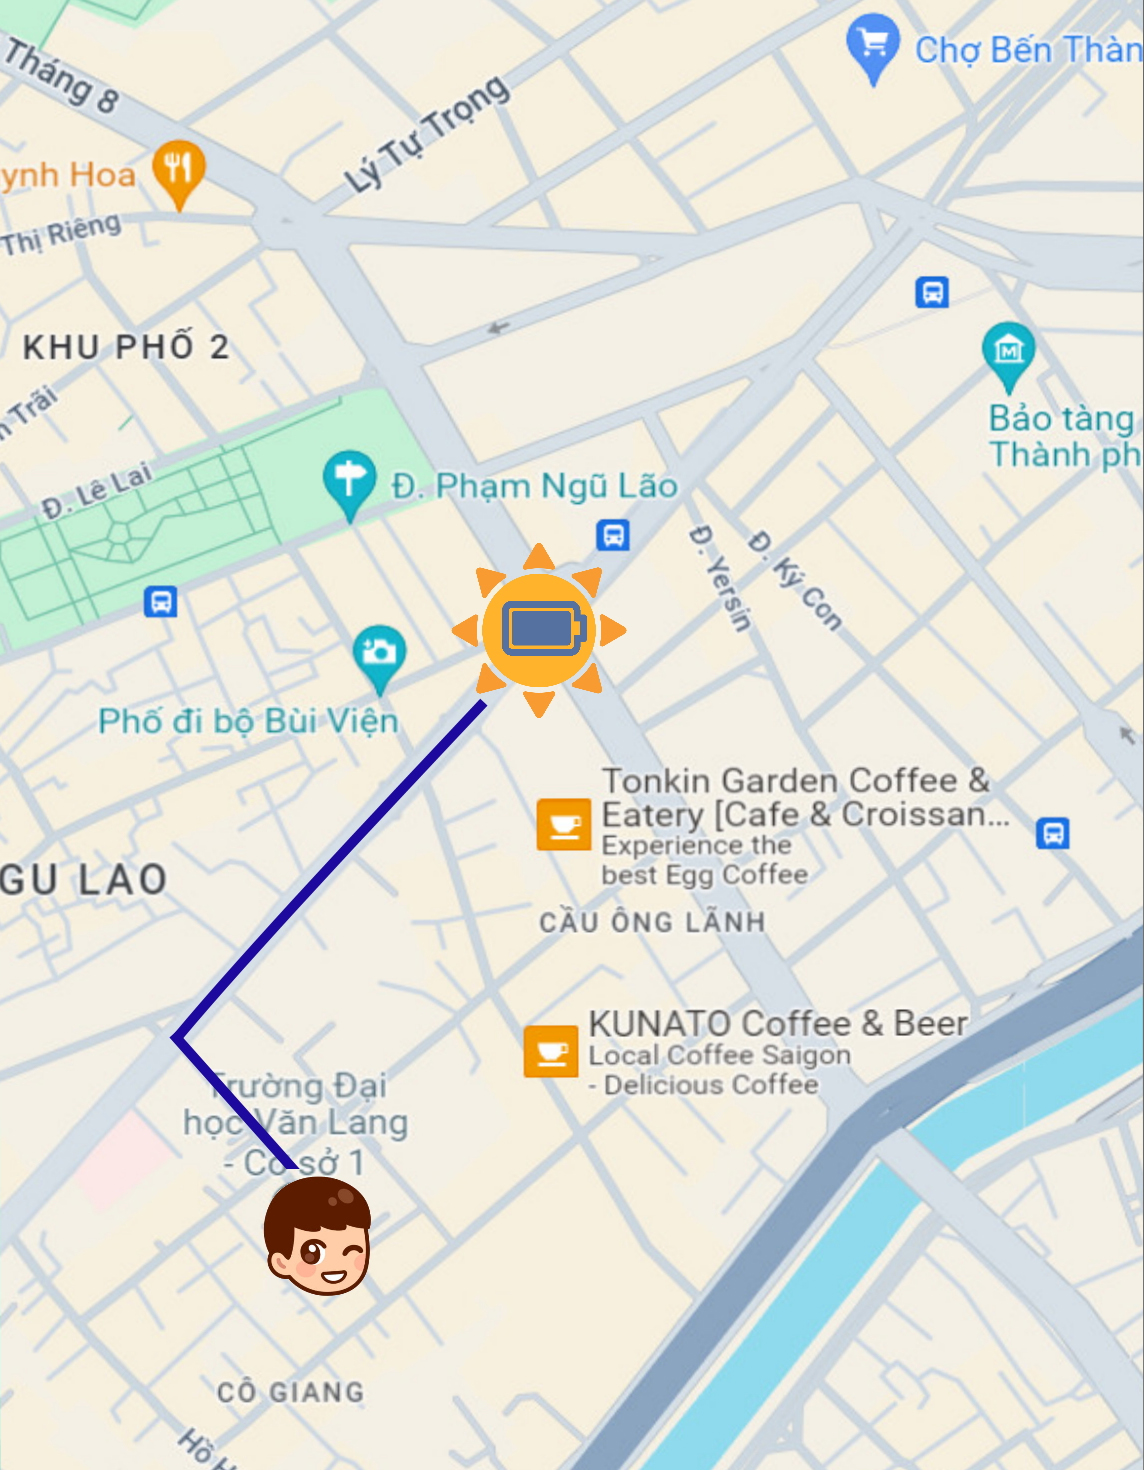 Tháng 8
Chợ Bến Thàn
Lý Tự Trọng
ynh Hoa
Thị Riêng
KHU PHỐ 2
n Trãi
Bảo tàng
Thành ph
Đ. Lê Lai
Đ. Phạm Ngũ Lão
Đ. Yersin
Đ. Ký Con
Phố đi bộ Bùi Viện
Tonkin Garden Coffee &
Eatery [Cafe & Croissan...
Experience the
best Egg Coffee
GU LAO
CẦU ÔNG LÃNH
KUNATO Coffee & Beer
Local Coffee Saigon
- Delicious Coffee
Trường Đại
học Văn Lang
- Cơ sở 1
CÔ GIANG
Hồ H